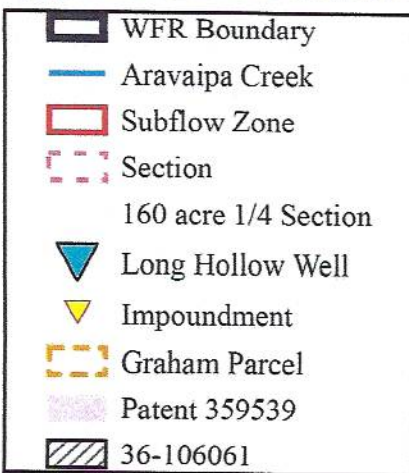 WFR Boundary
Aravaipa Creek
Subflow Zone
Section
160 acre 1/4 Section
Long Hollow Well
Impoundment
Graham Parcel
Patent 359539
36-106061